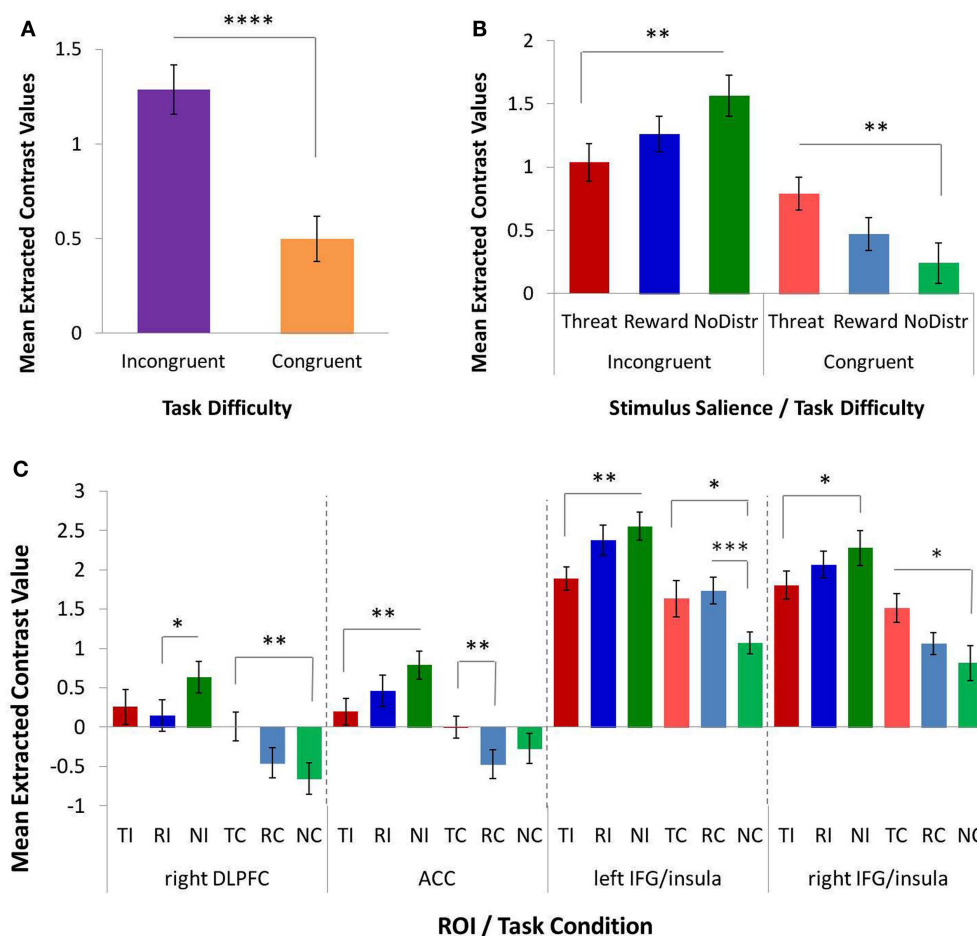 A
Mean Extracted Contrast Values
1.5
1
0.5
0
****
Incongruent Congruent
Task Difficulty
B
Mean Extracted Contrast Values
2
1.5
1
0.5
0
**
**
Threat Reward NoDistr Threat Reward NoDistr
Incongruent Congruent
Stimulus Salience / Task Difficulty
C
Mean Extracted Contrast Value
3
2.5
2
1.5
1
0.5
0
-0.5
-1
* ** ** ** ** * *** * *
TI RI NI TC RC NC TI RI NI TC RC NC TI RI NI TC RC NC TI RI NI TC RC NC
right DLPFC ACC left IFG/insula right IFG/insula
ROI / Task Condition